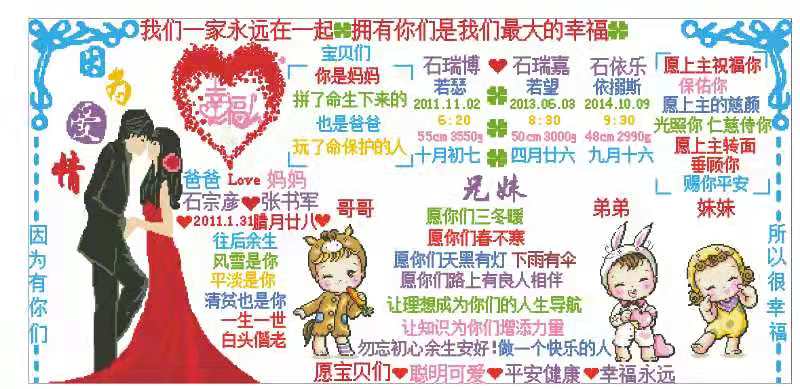 我们一家永远在一起 拥有你们是我们最大的幸福
因为爱情
幸福
宝贝们
你是妈妈
拼了命生下来的
也是爸爸
玩了命保护的人
石瑞博 石瑞嘉 石依乐
若瑟 若望 依搦斯
2011.11.02 2013.06.03 2014.10.09
6:20 8:30 9:30
55cm 3550g 50cm 3000g 48cm 2990g
十月初七 四月廿六 九月十六
愿上主祝福你
保佑你
愿上主的慈颜
光照你 仁慈待你
愿上主转面
垂顾你
赐你平安
爸爸 Love 妈妈
石宗彦 张书军
2011.1.31腊月廿八
往后余生
风雪是你
平淡是你
清贫也是你
一生一世
白头偕老
兄妹
哥哥 弟弟 妹妹
愿你们三冬暖
愿你们春不寒
愿你们天黑有灯 下雨有伞
愿你们路上有良人相伴
让理想成为你们的人生导航
让知识为你们增添力量
勿忘初心余生安好!做一个快乐的人
因为有你们
所以很幸福
愿宝贝们 聪明可爱 平安健康 幸福永远